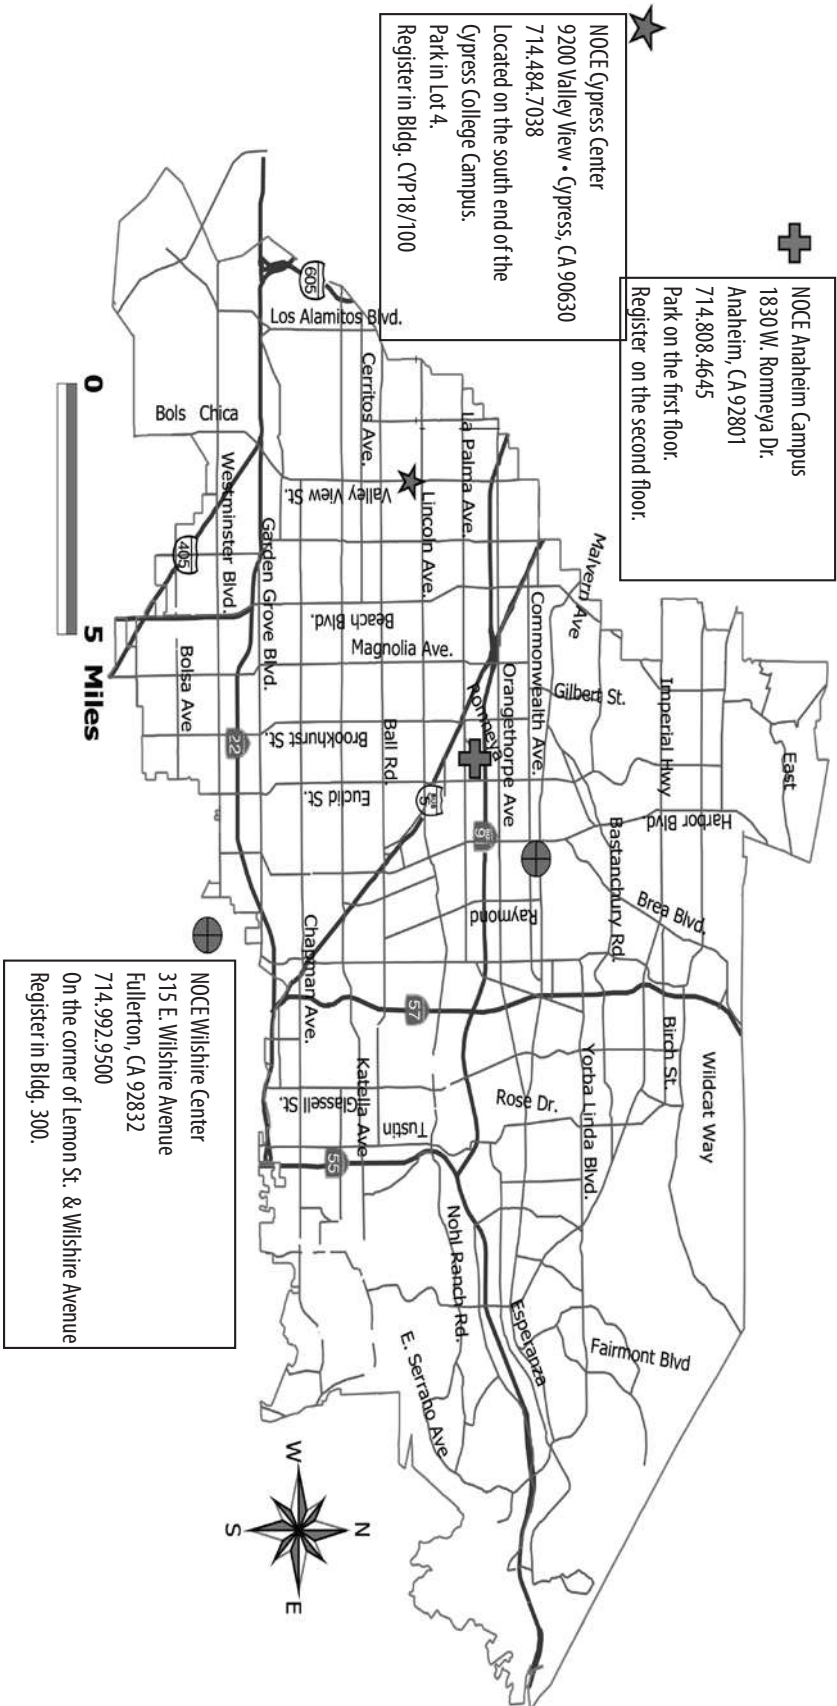 NOCE Cypress Center
9200 Valley View • Cypress, CA 90630
714.484.7038
Located on the south end of the
Cypress College Campus.
Park in Lot 4.
Register in Bldg. CYP18/100
NOCE Anaheim Campus
1830 W. Romneya Dr.
Anaheim, CA 92801
714.808.4645
Park on the first floor.
Register on the second floor.
NOCE Wilshire Center
315 E. Wilshire Avenue
Fullerton, CA 92832
714.992.9500
On the corner of Lemon St. & Wilshire Avenue
Register in Bldg. 300.
605
Los Alamitos Blvd.
Cerritos Ave.
La Palma Ave.
Bols Chica
Westminster Blvd.
Valley View St.
Lincoln Ave.
Garden Grove Blvd.
405
Beach Blvd.
Magnolia Ave.
Malvern Ave
Commonwealth Ave.
Orangethorpe Ave
Romneya
Gilbert St.
Imperial Hwy
East
Bolsa Ave
22
Brookhurst St.
Ball Rd.
Euclid St.
5
91
Harbor Blvd
Bastanchury Rd.
Brea Blvd.
Raymond
Chapman Ave.
57
Katella Ave
Glassell St.
Tustin
55
Rose Dr.
Yorba Linda Blvd.
Birch St.
Wildcat Way
Nohl Ranch Rd.
Esperanza
Fairmont Blvd
E. Serrano Ave
0
5 Miles
N
W
E
S